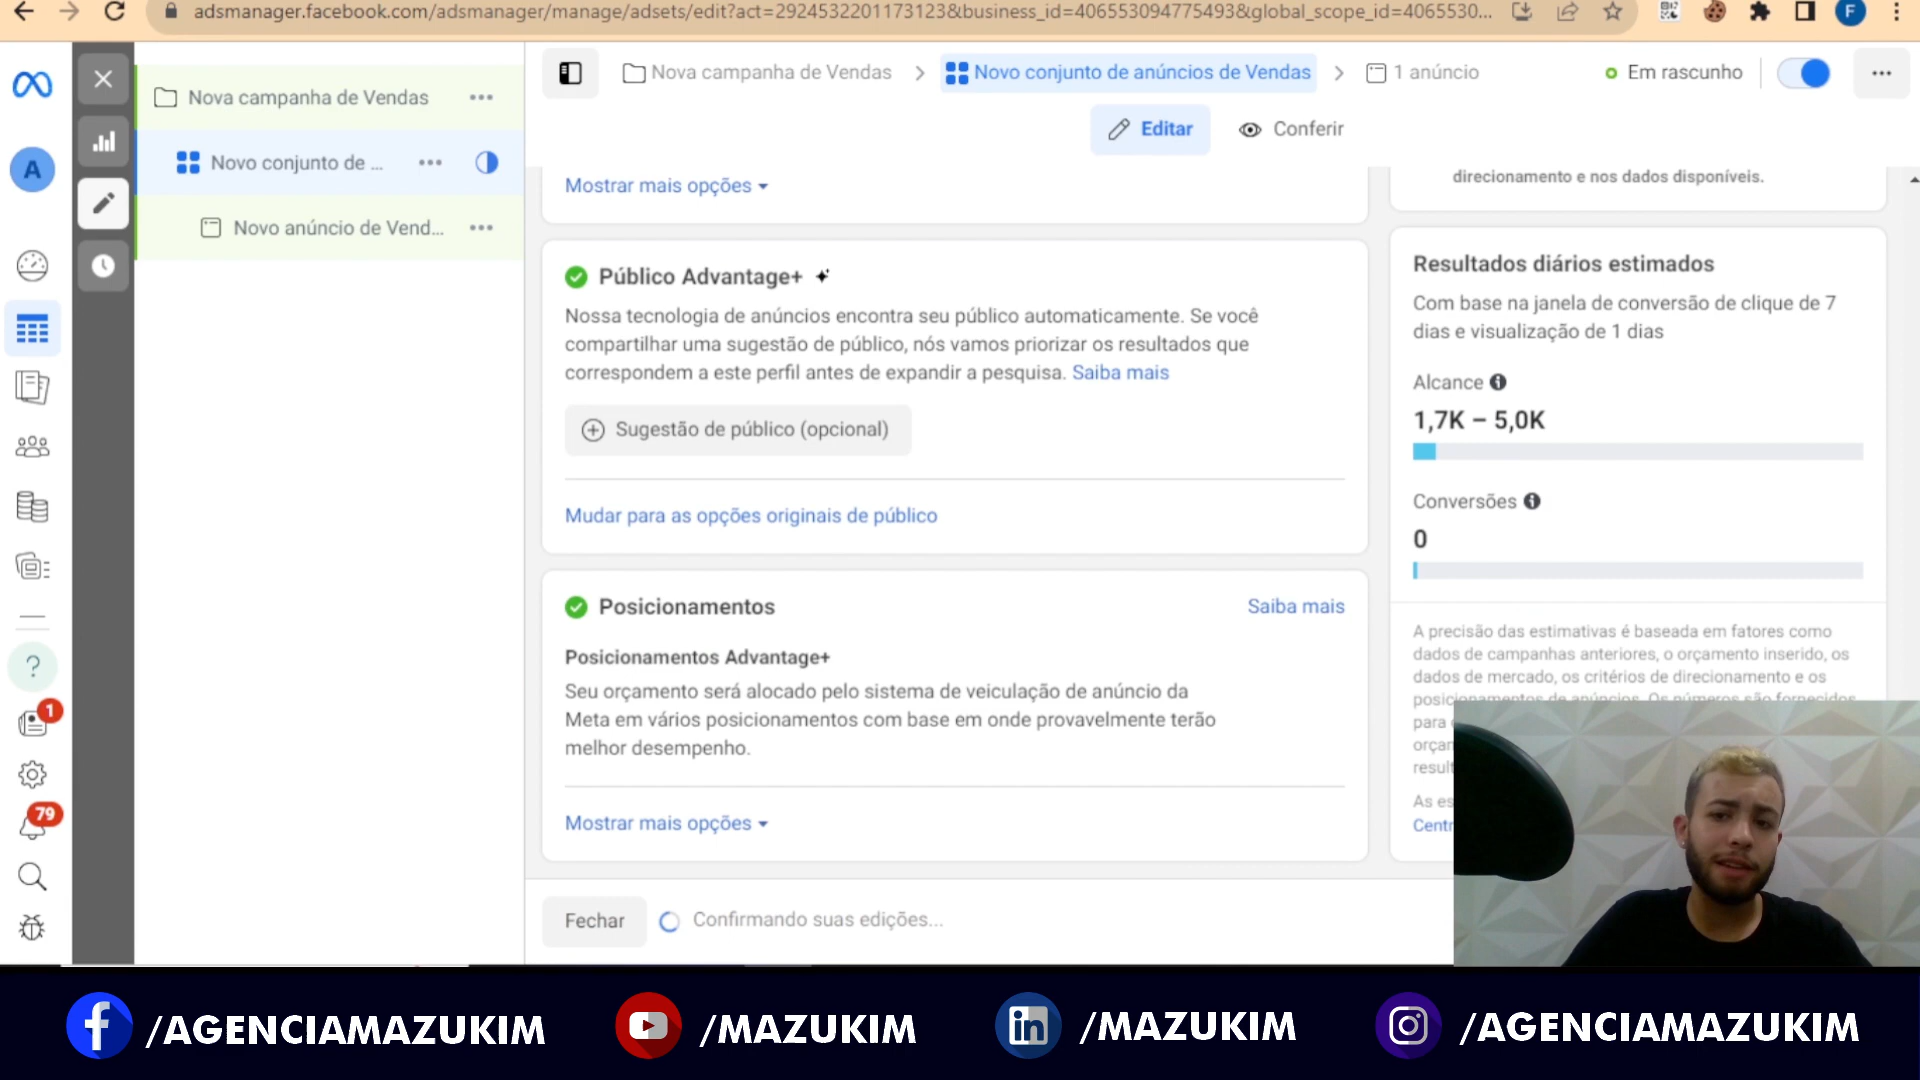 adsmanager.facebook.com/adsmanager/manage/adsets/edit?act=2924532201173123&business_id=406553094775493&global_scope_id=4065530...
F
A
Nova campanha de Vendas
Novo conjunto de ...
Novo anúncio de Vend...
Nova campanha de Vendas
Novo conjunto de anúncios de Vendas
1 anúncio
Em rascunho
Editar
Conferir
Mostrar mais opções
Público Advantage+
Nossa tecnologia de anúncios encontra seu público automaticamente. Se você
compartilhar uma sugestão de público, nós vamos priorizar os resultados que
correspondem a este perfil antes de expandir a pesquisa. Saiba mais
Sugestão de público (opcional)
Mudar para as opções originais de público
Posicionamentos
Saiba mais
Posicionamentos Advantage+
Seu orçamento será alocado pelo sistema de veiculação de anúncio da
Meta em vários posicionamentos com base em onde provavelmente terão
melhor desempenho.
Mostrar mais opções
Fechar
Confirmando suas edições...
direcionamento e nos dados disponíveis.
Resultados diários estimados
Com base na janela de conversão de clique de 7
dias e visualização de 1 dias
Alcance
1,7K – 5,0K
Conversões
0
A precisão das estimativas é baseada em fatores como
dados de campanhas anteriores, o orçamento inserido, os
dados de mercado, os critérios de direcionamento e os
posicionamentos de anúncios. Os números são fornecidos
para
?
1
79
/AGENCIAMAZUKIM
/MAZUKIM
in
/MAZUKIM
/AGENCIAMAZUKIM